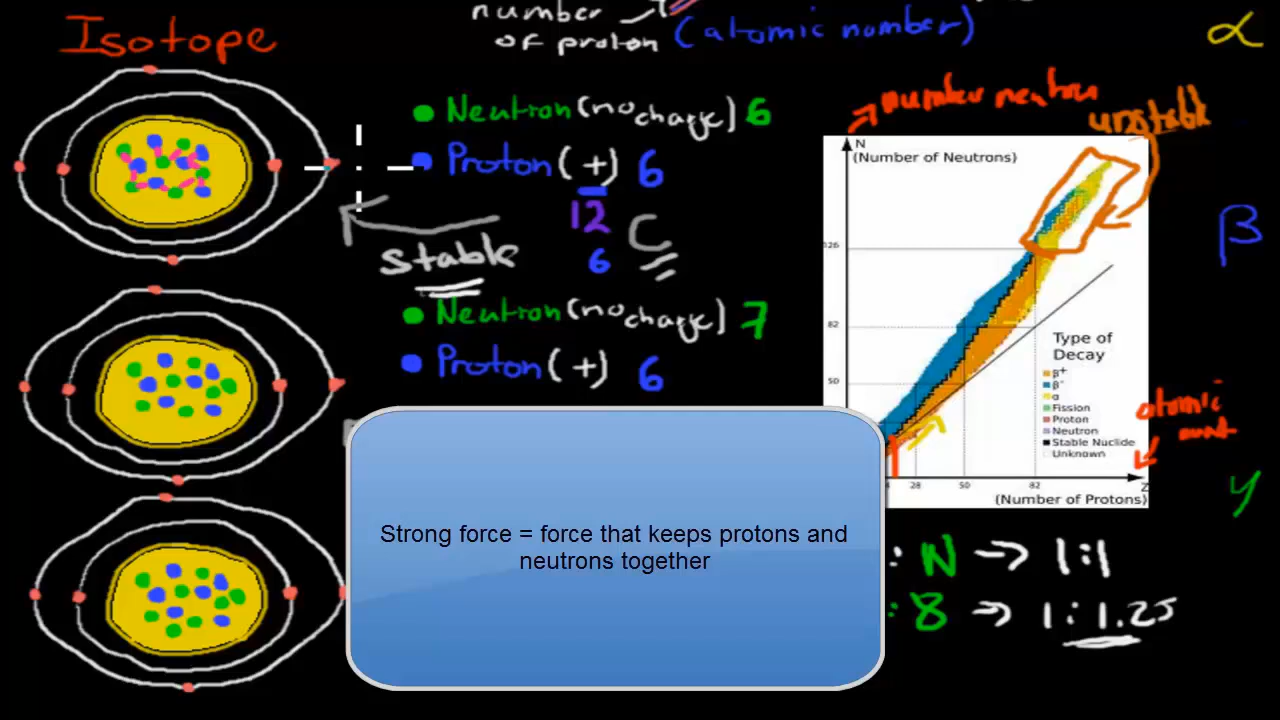 Isotope
number
of proton (atomic number)
α
Neutron (no charge) 6
Proton (+) 6
12
6
C
stable
Neutron (no charge) 7
Proton (+) 6
number neutron
unstable
N
(Number of Neutrons)
126
82
50
28
50
82
Z
(Number of Protons)
Type of
Decay
β+
β-
α
Fission
Proton
Neutron
Stable Nuclide
Unknown
atomic
β
γ
Strong force = force that keeps protons and
neutrons together
: N → 1:1
: 8 → 1:1.25